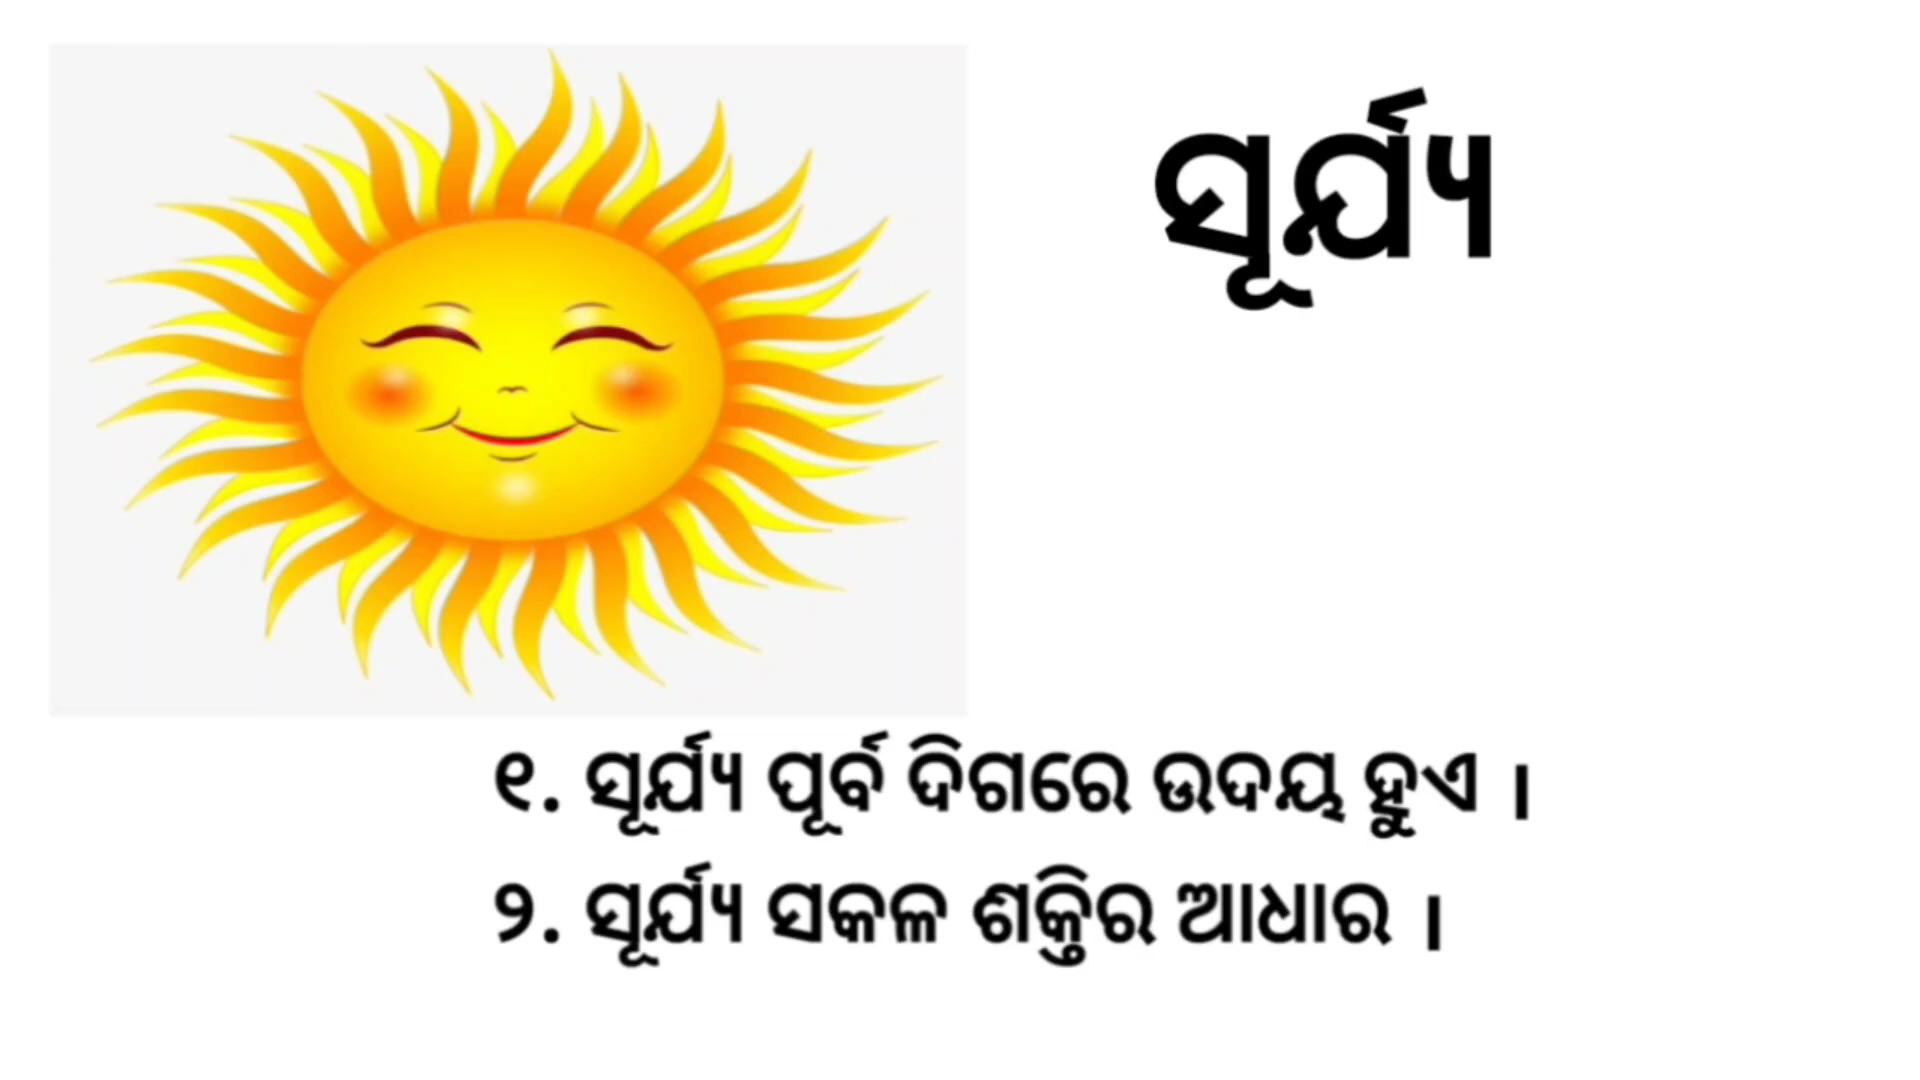 ସୂର୍ଯ୍ୟ
୧. ସୂର୍ଯ୍ୟ ପୂର୍ବ ଦିଗରେ ଉଦୟ ହୁଏ ।
୨. ସୂର୍ଯ୍ୟ ସକଳ ଶକ୍ତିର ଆଧାର ।